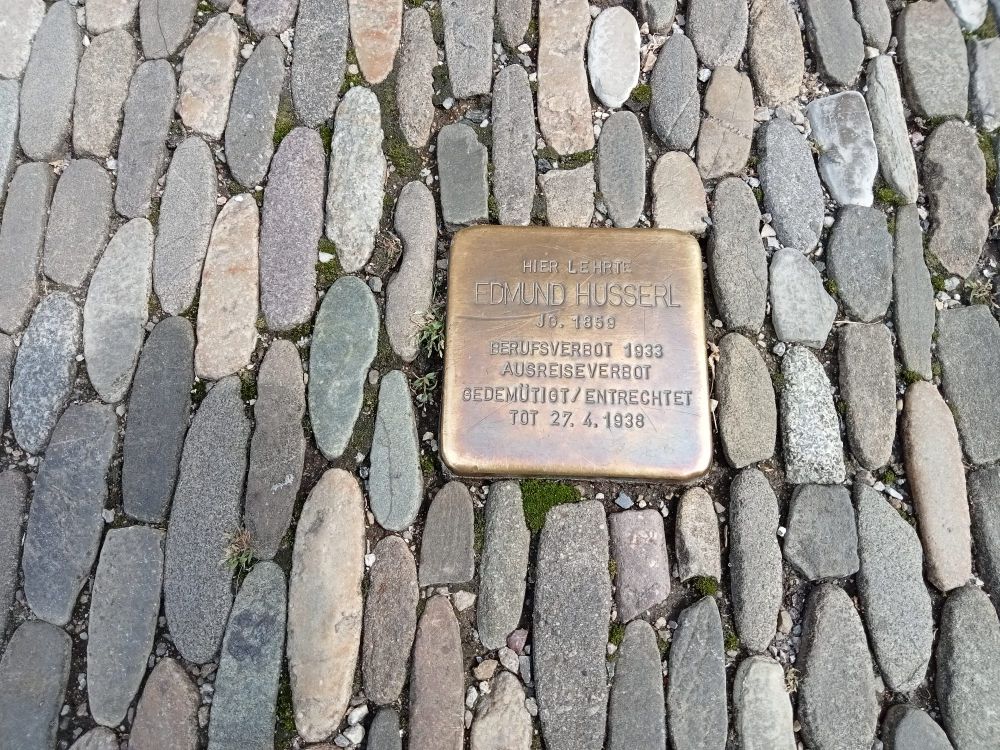 HIER LEHRTE
EDMUND HUSSERL
JG. 1859
BERUFSVERBOT 1933
AUSREISEVERBOT
GEDEMÜTIGT/ENTRECHTET
TOT 27.4.1938